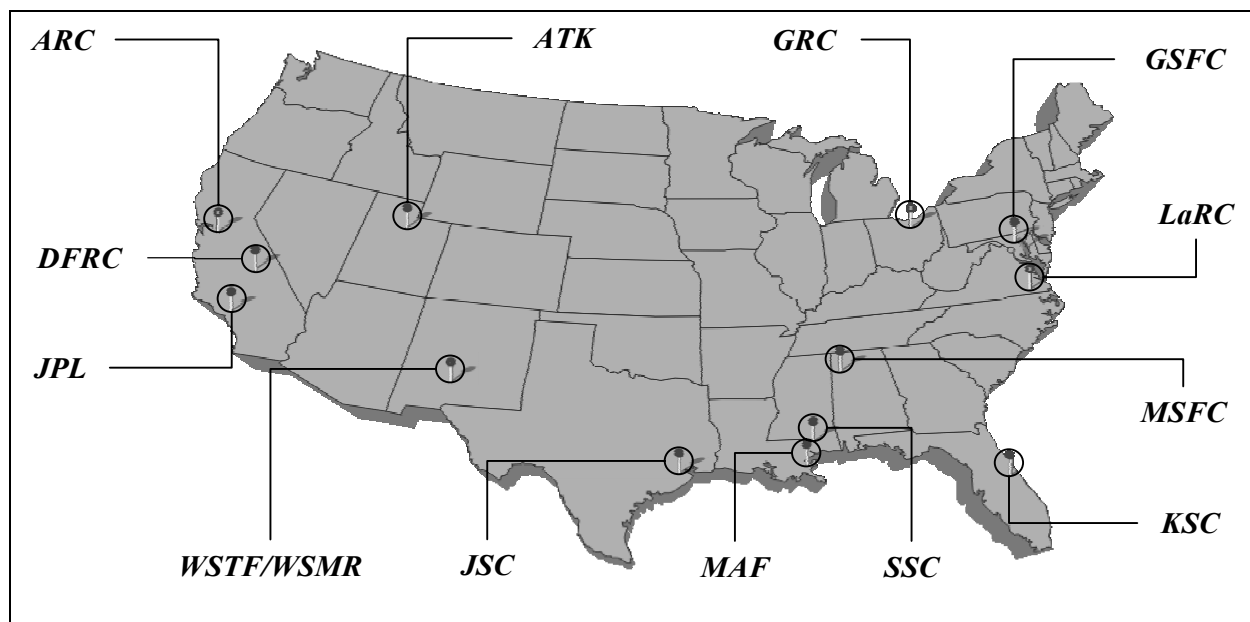 ARC
ATK
GRC
GSFC
LaRC
DFRC
JPL
MSFC
KSC
WSTF/WSMR
JSC
MAF
SSC